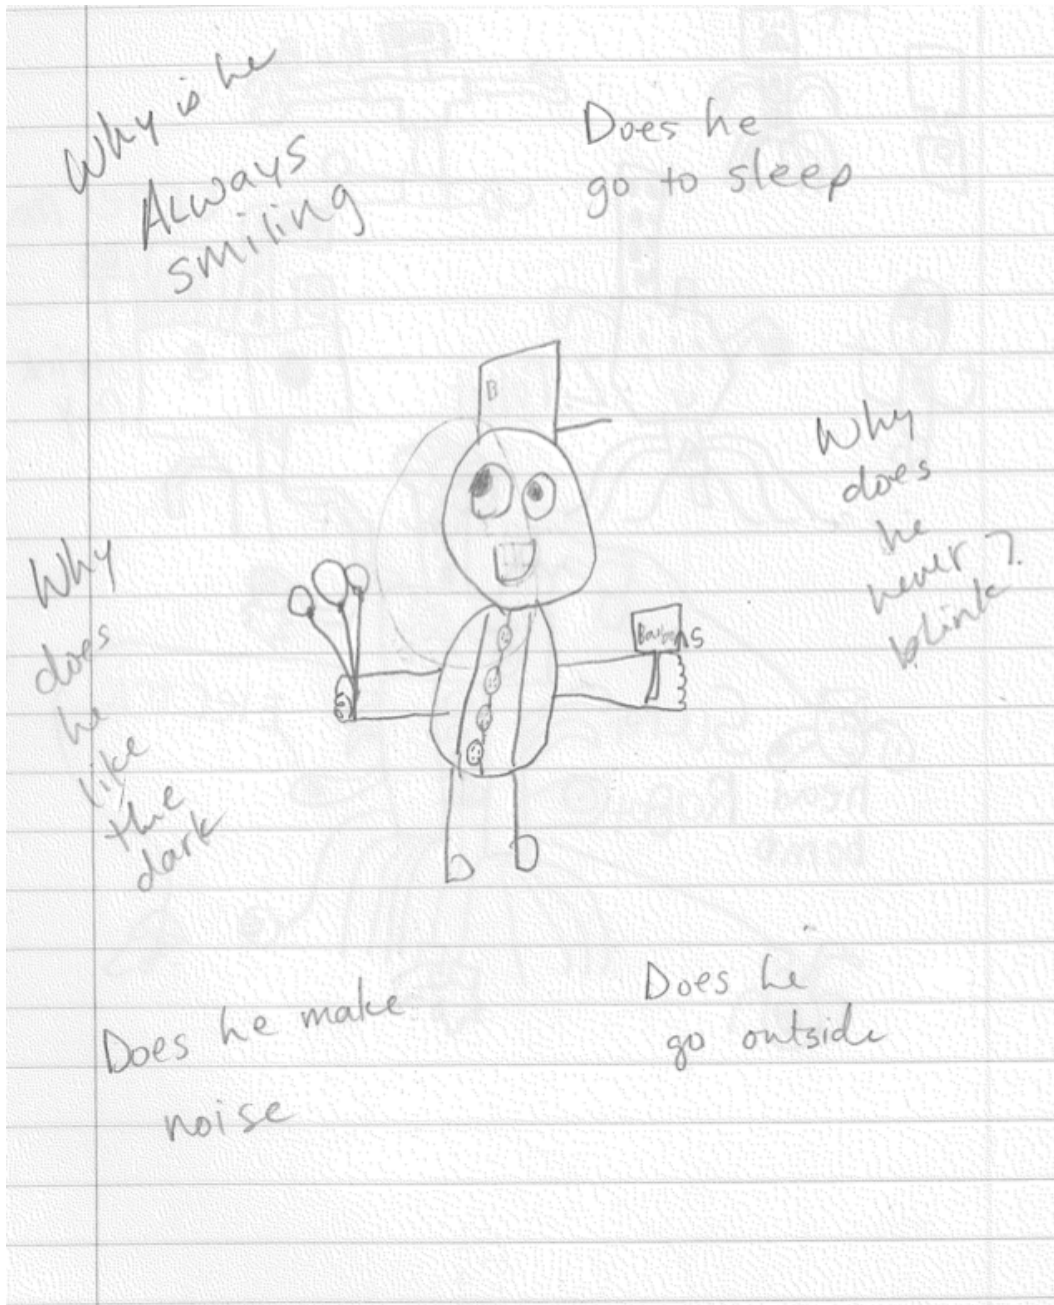 Why is he
Always
smiling
Does he
go to sleep
B
Why
does
he
never
blink?
Why
does
he
like
the
dark
Does he make
noise
Does he
go outside